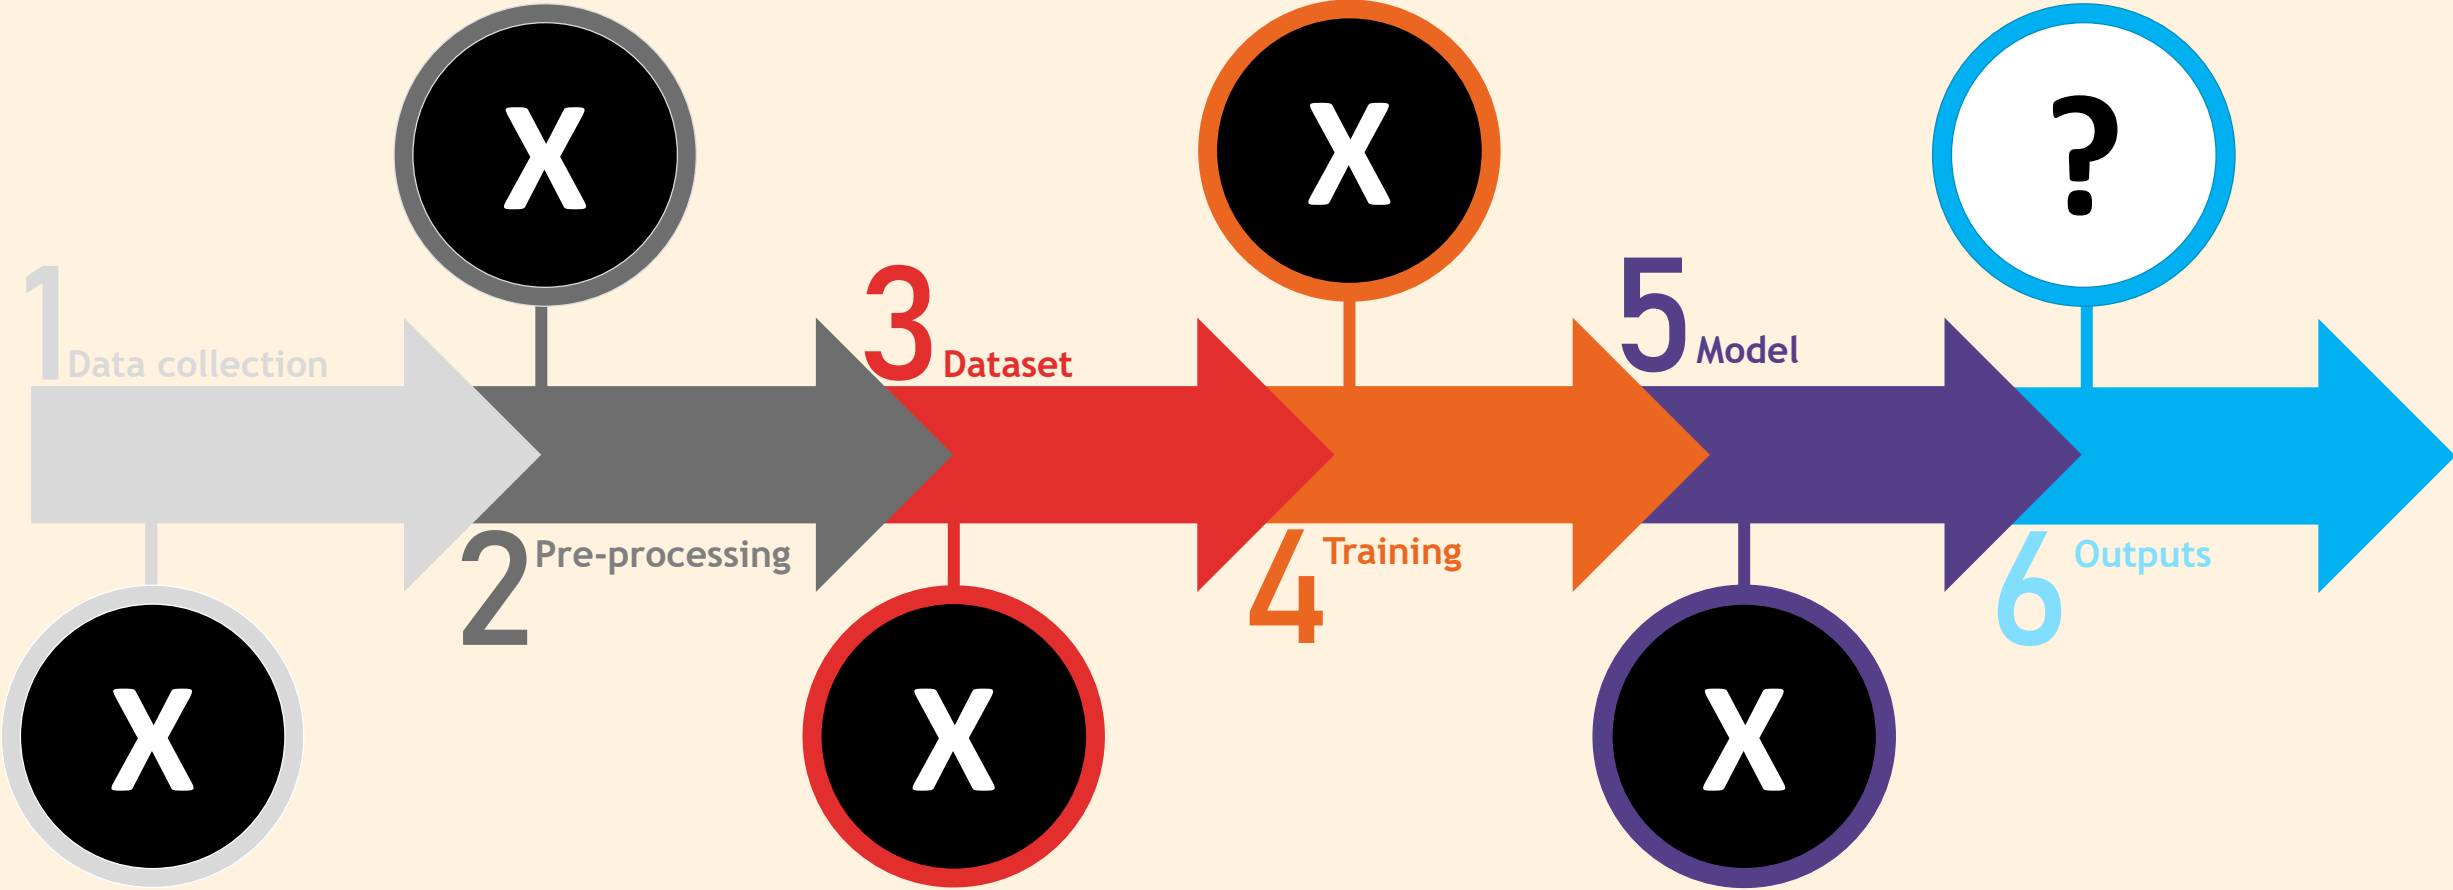 X
X
?
1 Data collection
3 Dataset
5 Model
2 Pre-processing
4 Training
6 Outputs
X
X
X